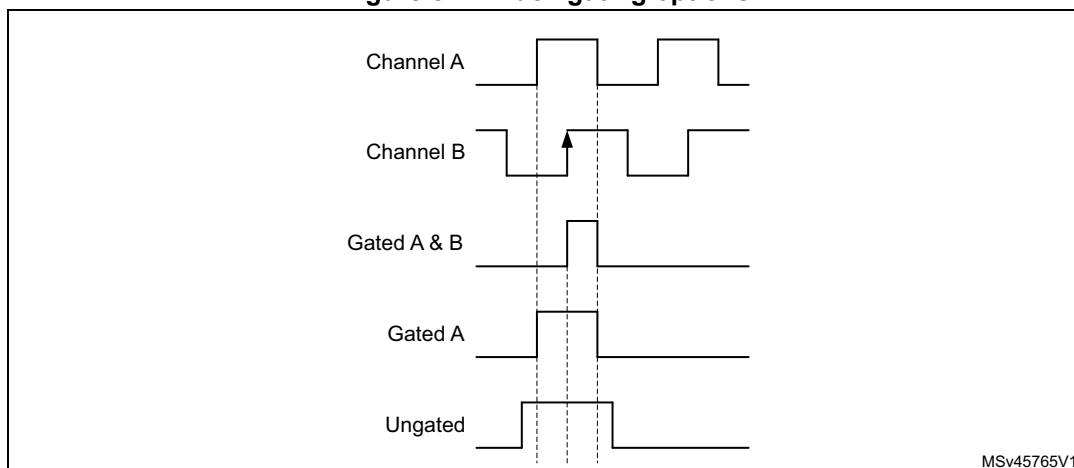 Channel A
Channel B
Gated A & B
Gated A
Ungated
MSv45765V1